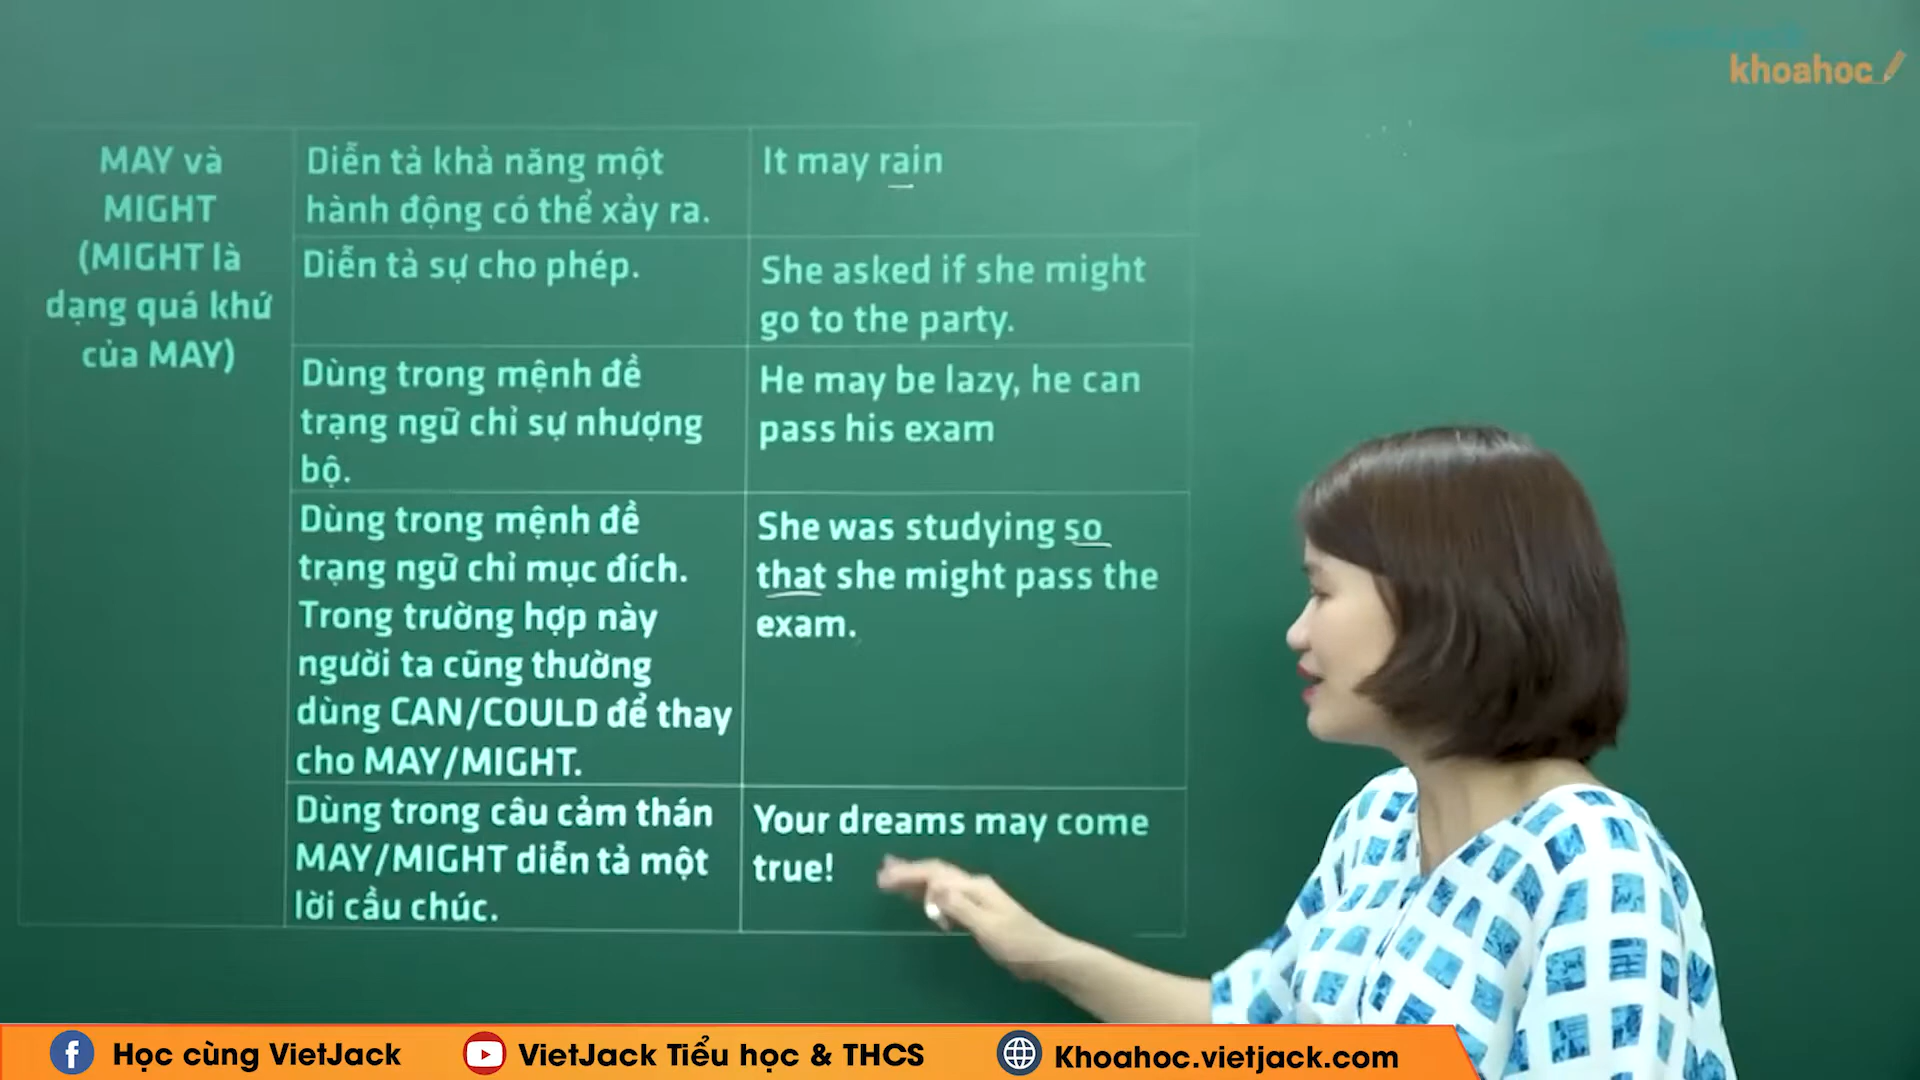 khoahoc
MAY và
MIGHT
(MIGHT là
dạng quá khứ
của MAY)
Diễn tả khả năng một
hành động có thể xảy ra.
It may rain
Diễn tả sự cho phép.
She asked if she might
go to the party.
Dùng trong mệnh đề
trạng ngữ chỉ sự nhượng
bộ.
He may be lazy, he can
pass his exam
Dùng trong mệnh đề
trạng ngữ chỉ mục đích.
Trong trường hợp này
người ta cũng thường
dùng CAN/COULD để thay
cho MAY/MIGHT.
She was studying so
that she might pass the
exam.
Dùng trong câu cảm thán
MAY/MIGHT diễn tả một
lời cầu chúc.
Your dreams may come
true!
Học cùng VietJack
VietJack Tiểu học & THCS
Khoahoc.vietjack.com